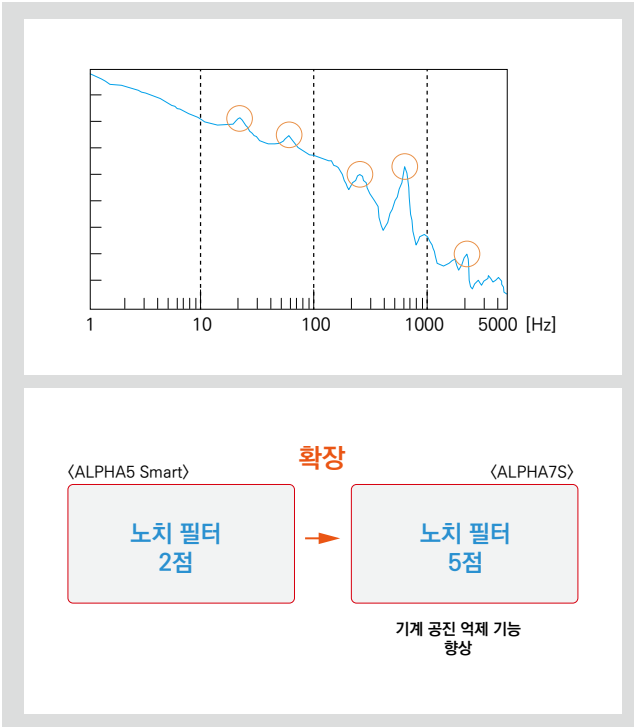 1 10 100 1000 5000 [Hz]
확장
〈ALPHA5 Smart〉 〈ALPHA7S〉
노치 필터
2점
노치 필터
5점
기계 공진 억제 기능
향상